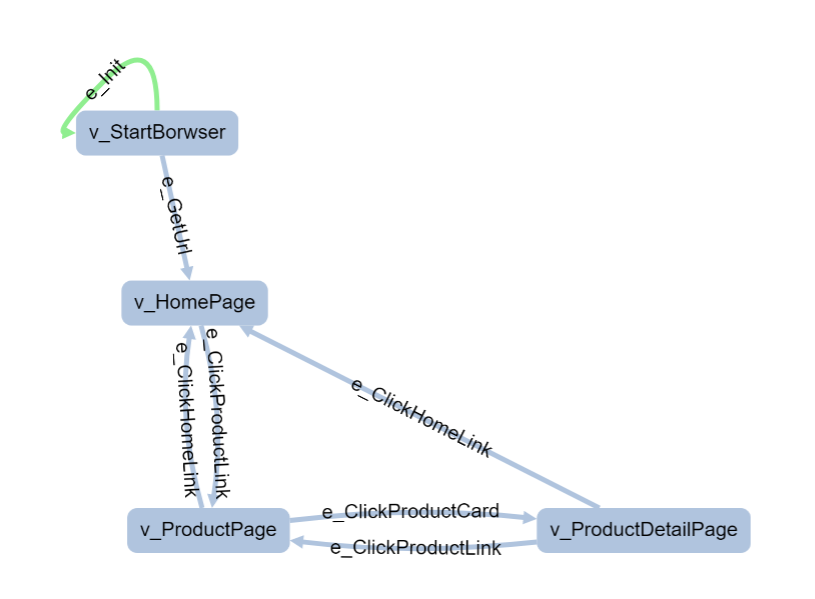 e_Init
v_StartBorwser
e_GetUrl
v_HomePage
e_ClickHomeLink
e_ClickProductLink
e_ClickHomeLink
v_ProductPage
e_ClickProductCard
e_ClickProductLink
v_ProductDetailPage